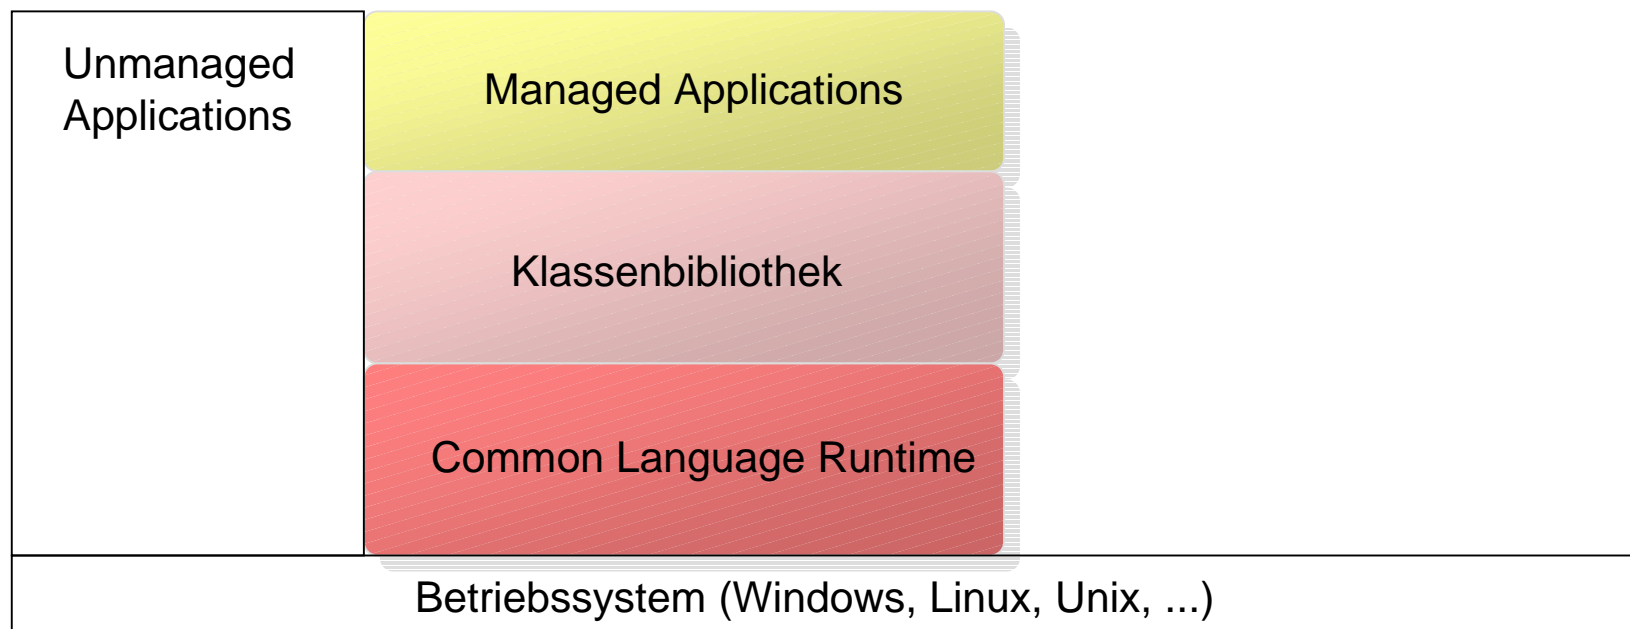 Unmanaged
Applications
Managed Applications
Klassenbibliothek
Common Language Runtime
Betriebssystem (Windows, Linux, Unix, ...)